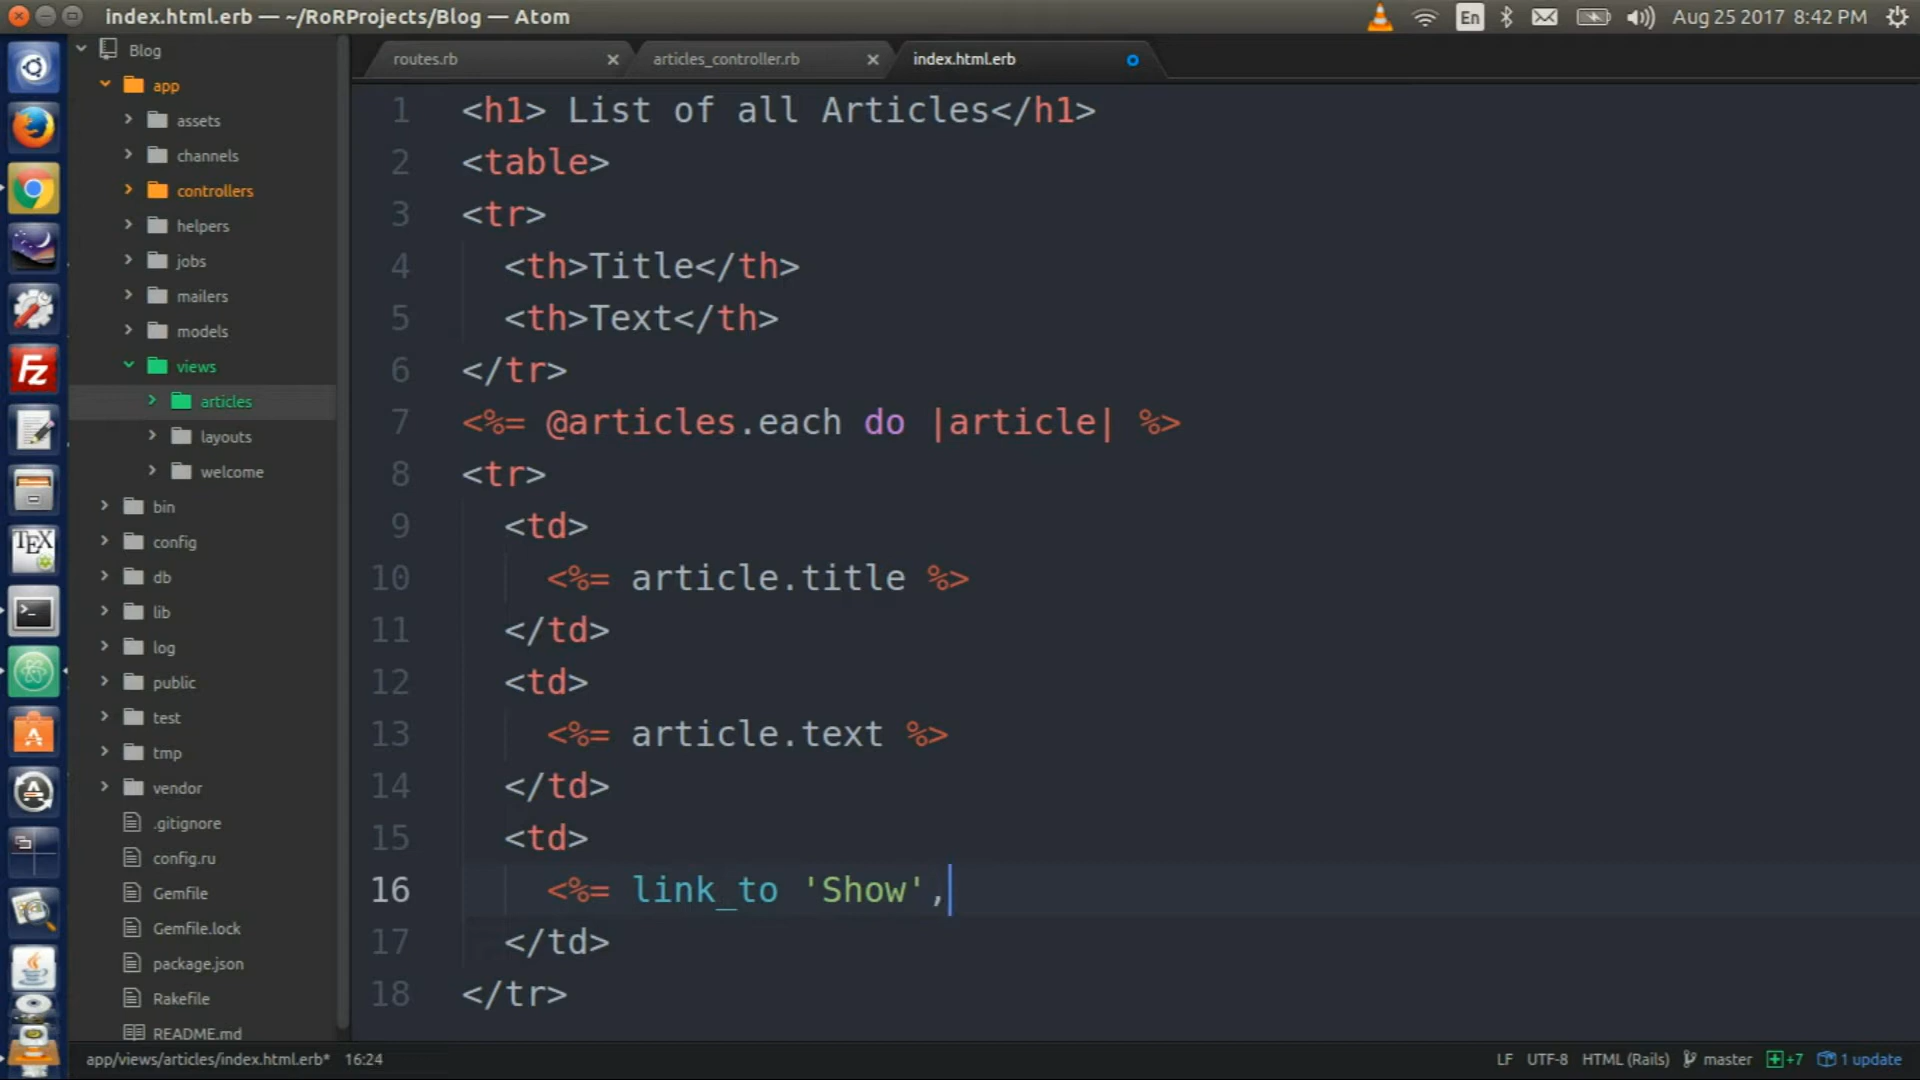 index.html.erb — ~/RoRProjects/Blog — Atom
En
Aug 25 2017 8:42 PM
Blog
app
assets
channels
controllers
helpers
jobs
mailers
models
views
articles
layouts
welcome
bin
config
db
lib
log
public
test
tmp
vendor
.gitignore
config.ru
Gemfile
Gemfile.lock
package.json
Rakefile
README.md
routes.rb
articles_controller.rb
index.html.erb
1 <h1> List of all Articles</h1>
2 <table>
3 <tr>
4 <th>Title</th>
5 <th>Text</th>
6 </tr>
7 <%= @articles.each do |article| %>
8 <tr>
9 <td>
10 <%= article.title %>
11 </td>
12 <td>
13 <%= article.text %>
14 </td>
15 <td>
16 <%= link_to 'Show',
17 </td>
18 </tr>
FZ
TEX
app/views/articles/index.html.erb* 16:24
LF UTF-8 HTML (Rails) master +7 1 update